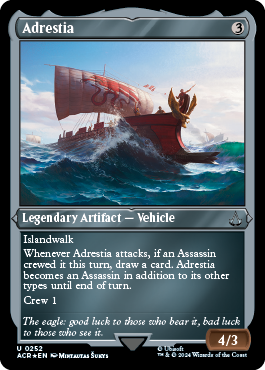 Adrestia 3
Legendary Artifact — Vehicle
Islandwalk
Whenever Adrestia attacks, if an Assassin
crewed it this turn, draw a card. Adrestia
becomes an Assassin in addition to its other
types until end of turn.
Crew 1
The eagle: good luck to those who bear it, bad luck
to those who see it.
4/3
U 0252
ACR★EN Mintautas Šukys
© Ubisoft
™ & © 2024 Wizards of the Coast